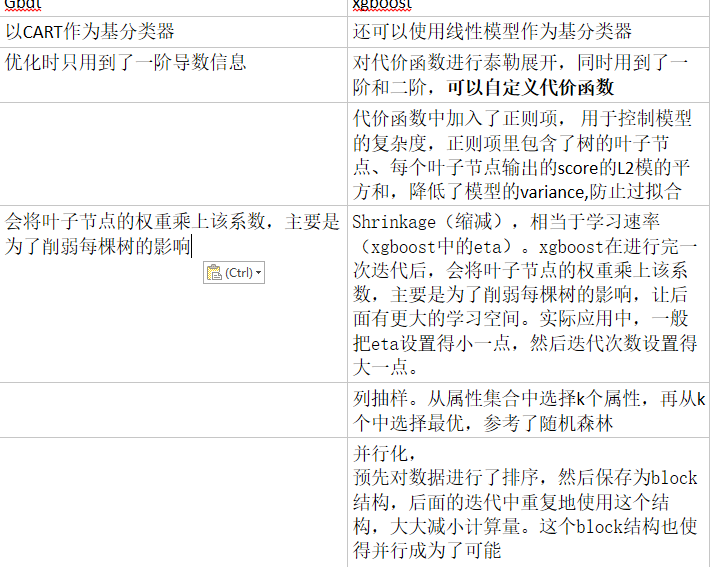 Gbdt
xgboost
以CART作为基分类器
还可以使用线性模型作为基分类器
优化时只用到了一阶导数信息
对代价函数进行泰勒展开，同时用到了一
阶和二阶，可以自定义代价函数
代价函数中加入了正则项， 用于控制模型
的复杂度，正则项里包含了树的叶子节
点、每个叶子节点输出的score的L2模的平
方和，降低了模型的variance,防止过拟合
会将叶子节点的权重乘上该系数，主要是
为了削弱每棵树的影响
(Ctrl)
Shrinkage（缩减），相当于学习速率
（xgboost中的eta）。xgboost在进行完一
次迭代后，会将叶子节点的权重乘上该系
数，主要是为了削弱每棵树的影响，让后
面有更大的学习空间。实际应用中，一般
把eta设置得小一点，然后迭代次数设置得
大一点。
列抽样。从属性集合中选择k个属性，再从k
个中选择最优，参考了随机森林
并行化，
预先对数据进行了排序，然后保存为block
结构，后面的迭代中重复地使用这个结
构，大大减小计算量。这个block结构也使
得并行成为了可能